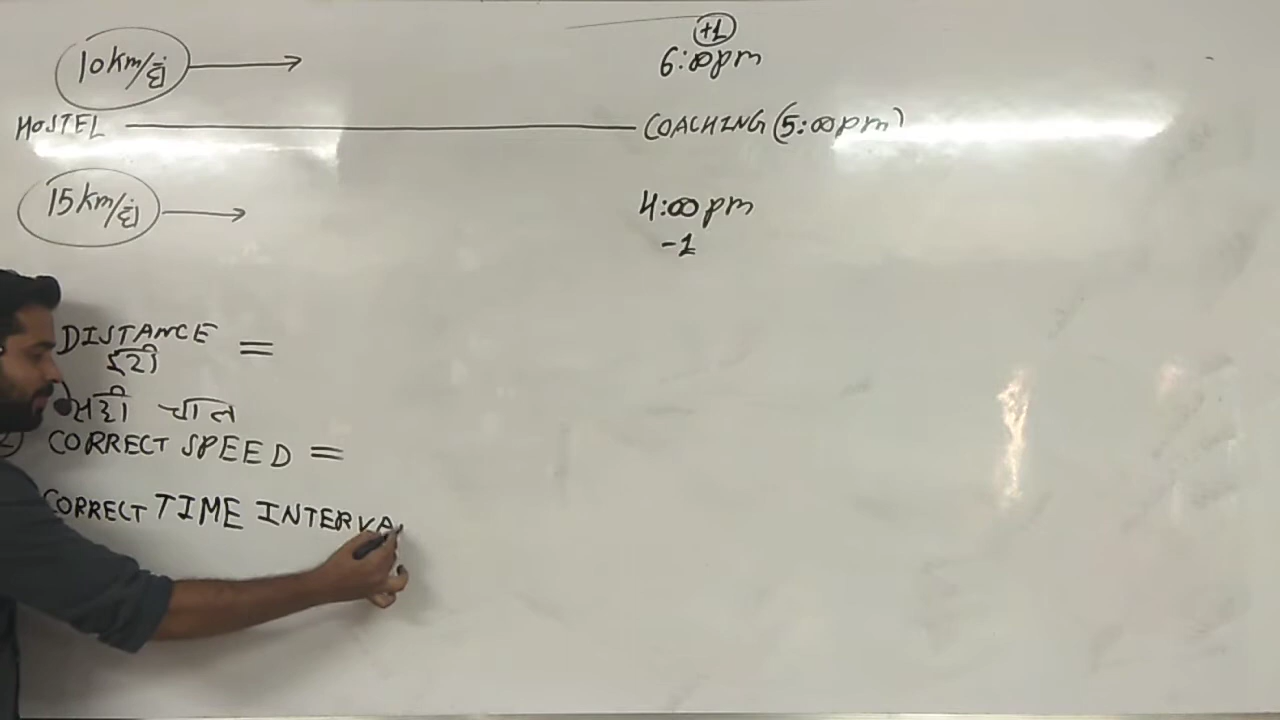 +1
10km/घं 6:00pm
HOSTEL COACHING (5:00pm)
15km/घं 4:00pm
-1
DISTANCE =
दूरी
सही चाल
CORRECT SPEED =
CORRECT TIME INTERVA